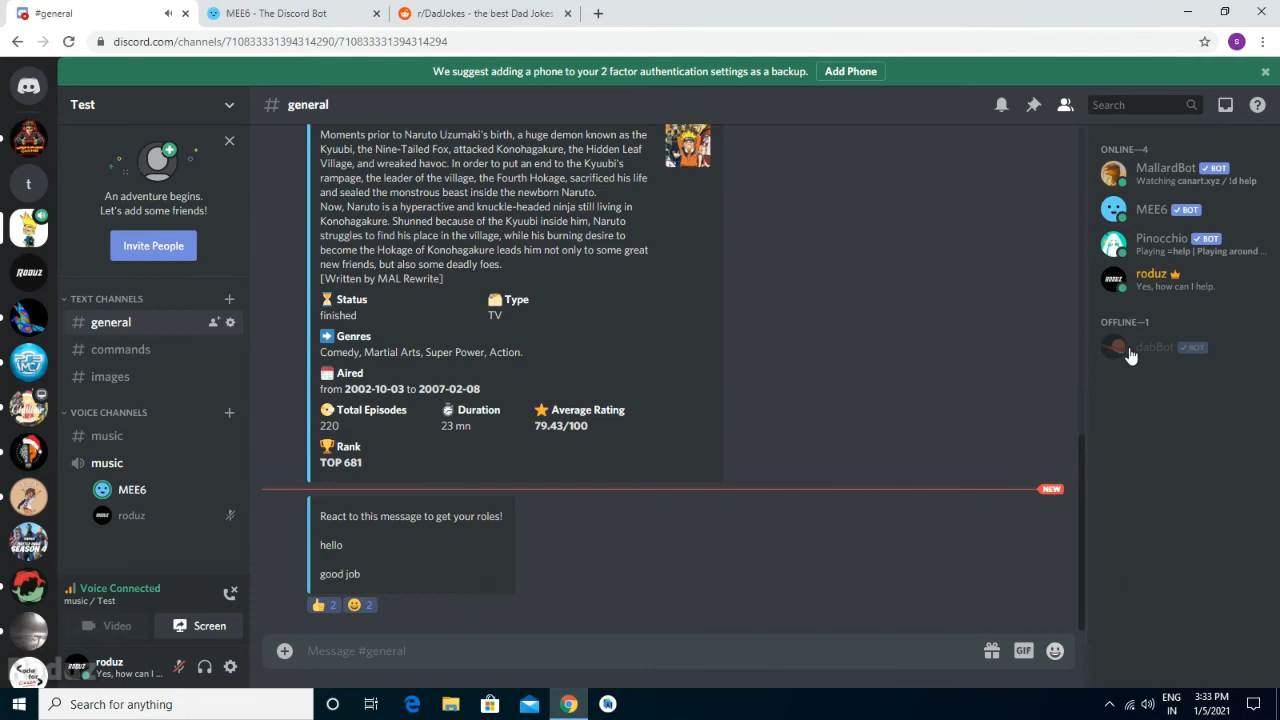 #general
MEE6 - The Discord Bot
r/DadJokes - the best Dad Jokes
discord.com/channels/710833331394314290/710833331394314294
S
We suggest adding a phone to your 2 factor authentication settings as a backup.
Add Phone
Test
general
Search
An adventure begins.
Let's add some friends!
Invite People
TEXT CHANNELS
general
commands
images
VOICE CHANNELS
music
music
MEE6
roduz
Voice Connected
music / Test
Video
Screen
roduz
Yes, how can I ...
t
RODUZ
MC
SEASON 4
Code
for
Moments prior to Naruto Uzumaki's birth, a huge demon known as the
Kyuubi, the Nine-Tailed Fox, attacked Konohagakure, the Hidden Leaf
Village, and wreaked havoc. In order to put an end to the Kyuubi's
rampage, the leader of the village, the Fourth Hokage, sacrificed his life
and sealed the monstrous beast inside the newborn Naruto.
Now, Naruto is a hyperactive and knuckle-headed ninja still living in
Konohagakure. Shunned because of the Kyuubi inside him, Naruto
struggles to find his place in the village, while his burning desire to
become the Hokage of Konohagakure leads him not only to some great
new friends, but also some deadly foes.
[Written by MAL Rewrite]
Status
finished
Type
TV
Genres
Comedy, Martial Arts, Super Power, Action.
Aired
from 2002-10-03 to 2007-02-08
Total Episodes
220
Duration
23 mn
Average Rating
79.43/100
Rank
TOP 681
NEW
React to this message to get your roles!
hello
good job
2
2
Message #general
GIF
ONLINE—4
MallardBot BOT
Watching canart.xyz / !d help
MEE6 BOT
Pinocchio BOT
Playing =help | Playing around ...
roduz
Yes, how can I help.
OFFLINE—1
dabBot BOT
Search for anything
ENG
IN
3:33 PM
1/5/2021